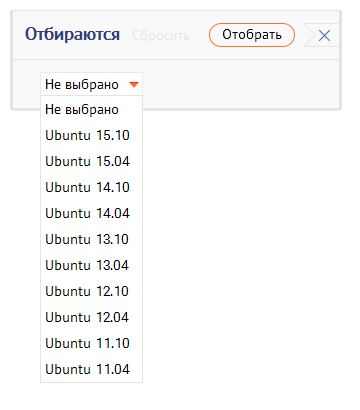 Отбираются Сбросить Отобрать
Не выбрано
Не выбрано
Ubuntu 15.10
Ubuntu 15.04
Ubuntu 14.10
Ubuntu 14.04
Ubuntu 13.10
Ubuntu 13.04
Ubuntu 12.10
Ubuntu 12.04
Ubuntu 11.10
Ubuntu 11.04